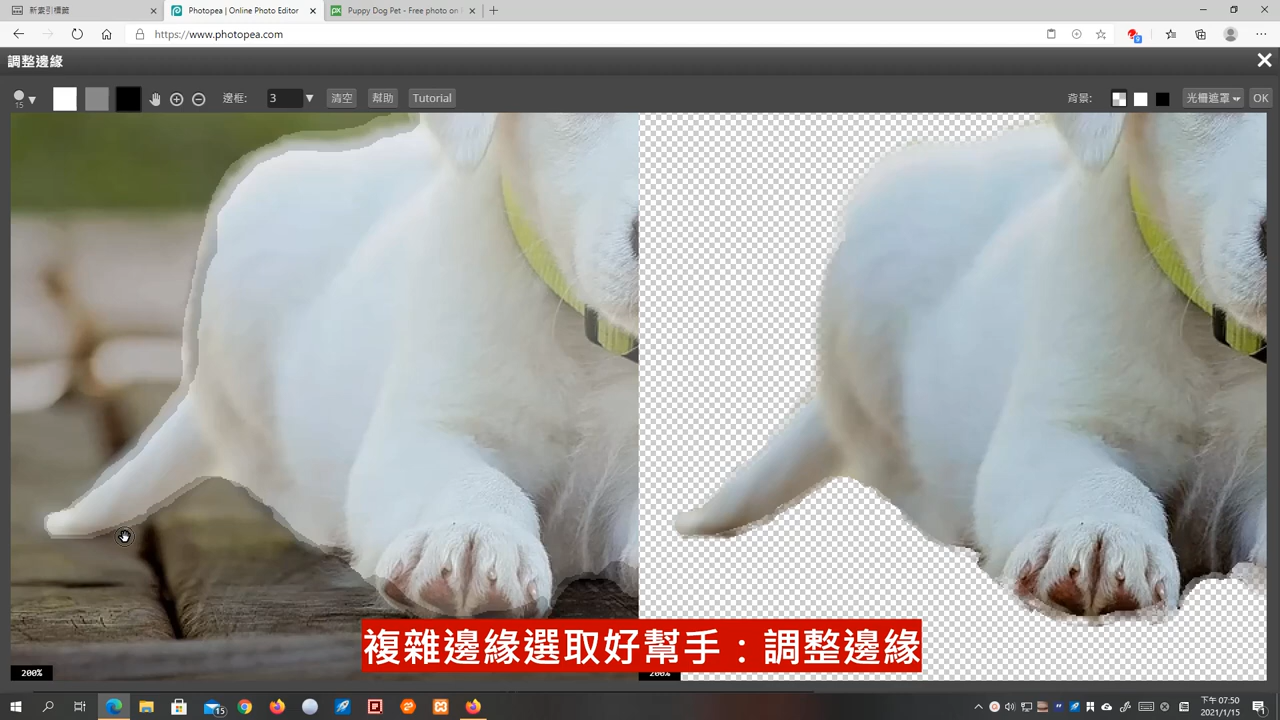 新索引標籤
Photopea | Online Photo Editor
Puppy Dog Pet - Free photo on
https://www.photopea.com
調整邊緣
15
邊框:
3
清空
幫助
Tutorial
背景:
光柵遮罩
OK
200%
200%
複雜邊緣選取好幫手：調整邊緣
15
下午 07:50
2021/1/15